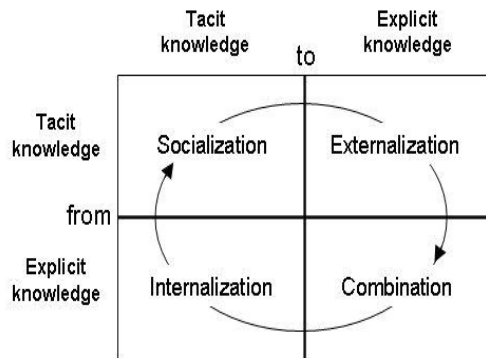 Tacit
knowledge
Explicit
knowledge
to
Tacit
knowledge
Socialization
Externalization
from
Explicit
knowledge
Internalization
Combination